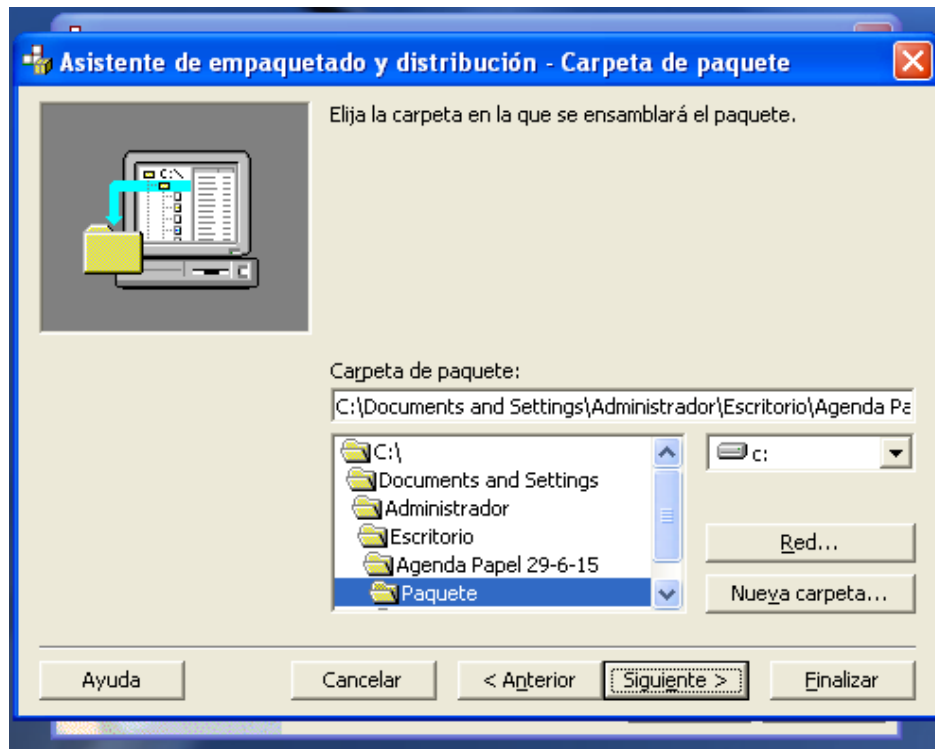 Asistente de empaquetado y distribución - Carpeta de paquete
Elija la carpeta en la que se ensamblará el paquete.
C:\
Carpeta de paquete:
C:\Documents and Settings\Administrador\Escritorio\Agenda Pa
C:\
c:
Documents and Settings
Administrador
Escritorio
Red...
Agenda Papel 29-6-15
Paquete
Nueva carpeta...
Ayuda
Cancelar
< Anterior
Siguiente >
Finalizar